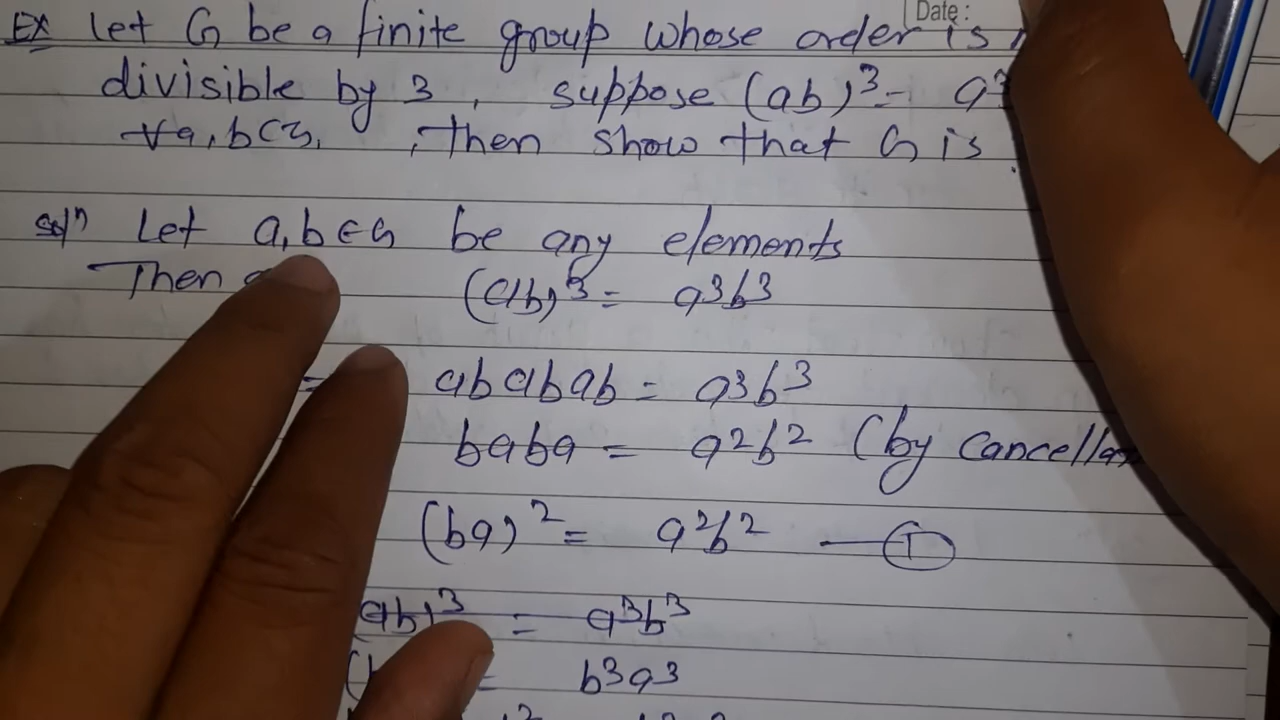 Date :
Ex Let G be a finite group whose order is
divisible by 3 , suppose (ab)³ =
∀a,b∈G, , Then show that G is
Solⁿ Let a,b ∈ G be any elements
Then (ab)³ = a³b³
= ababab = a³b³
baba = a²b² (by
(ba)² = a²b² — ①
ab)³ = a³b³
= b³a³